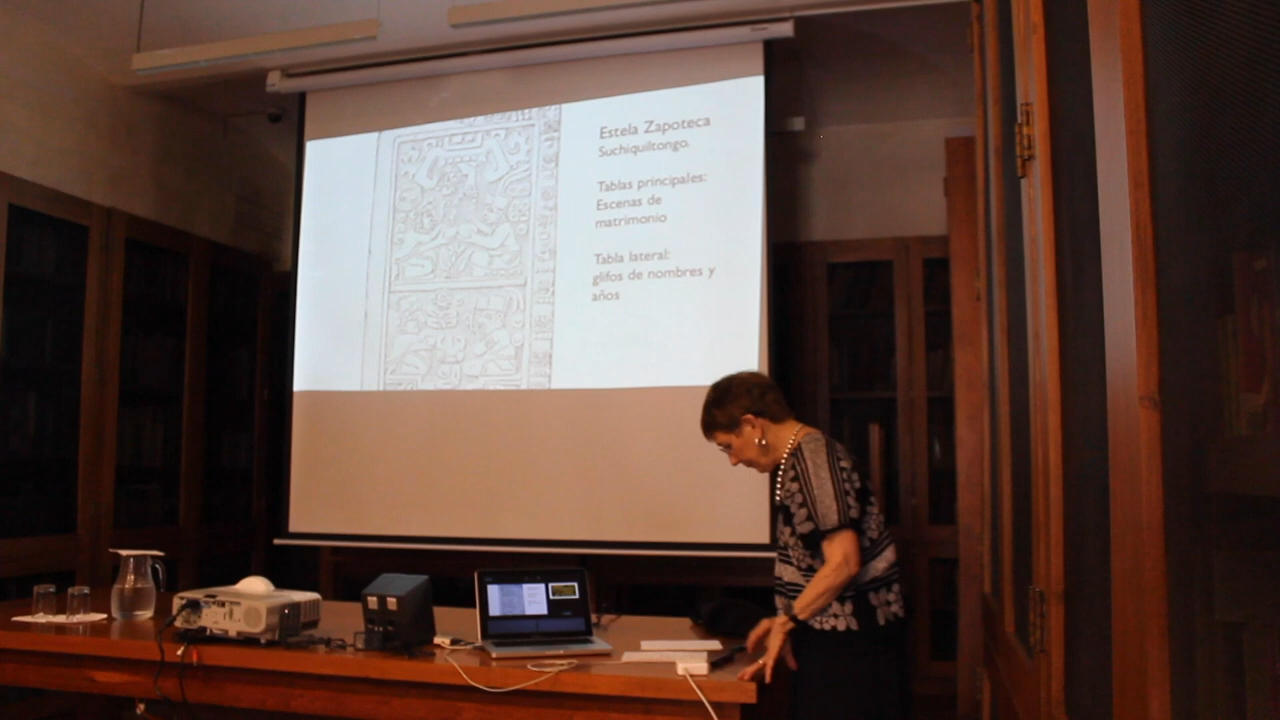 Estela Zapoteca
Suchiquiltongo.
Tablas principales:
Escenas de
matrimonio
Tabla lateral:
glifos de nombres y
años